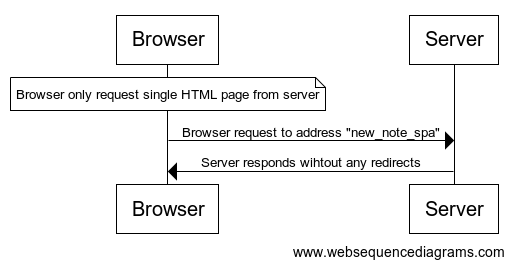 Browser
Server
Browser only request single HTML page from server
Browser request to address "new_note_spa"
Server responds wihtout any redirects
Browser
Server
www.websequencediagrams.com